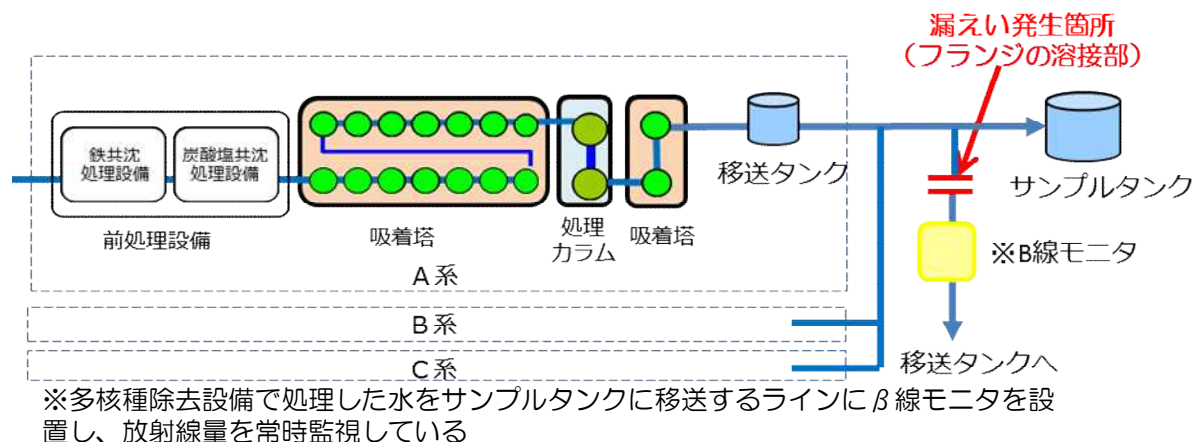 漏えい発生箇所
（フランジの溶接部）
鉄共沈
処理設備
炭酸塩共沈
処理設備
前処理設備
吸着塔
処理
カラム
吸着塔
移送タンク
サンプルタンク
※B線モニタ
移送タンクへ
A系
B系
C系
※多核種除去設備で処理した水をサンプルタンクに移送するラインにβ線モニタを設
置し、放射線量を常時監視している